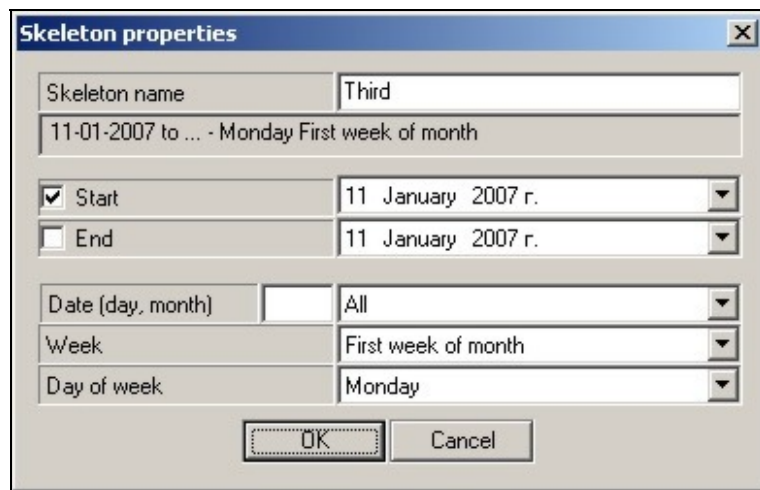 Skeleton properties
Skeleton name Third
11-01-2007 to ... - Monday First week of month
Start 11 January 2007 г.
End 11 January 2007 г.
Date (day, month) All
Week First week of month
Day of week Monday
OK Cancel